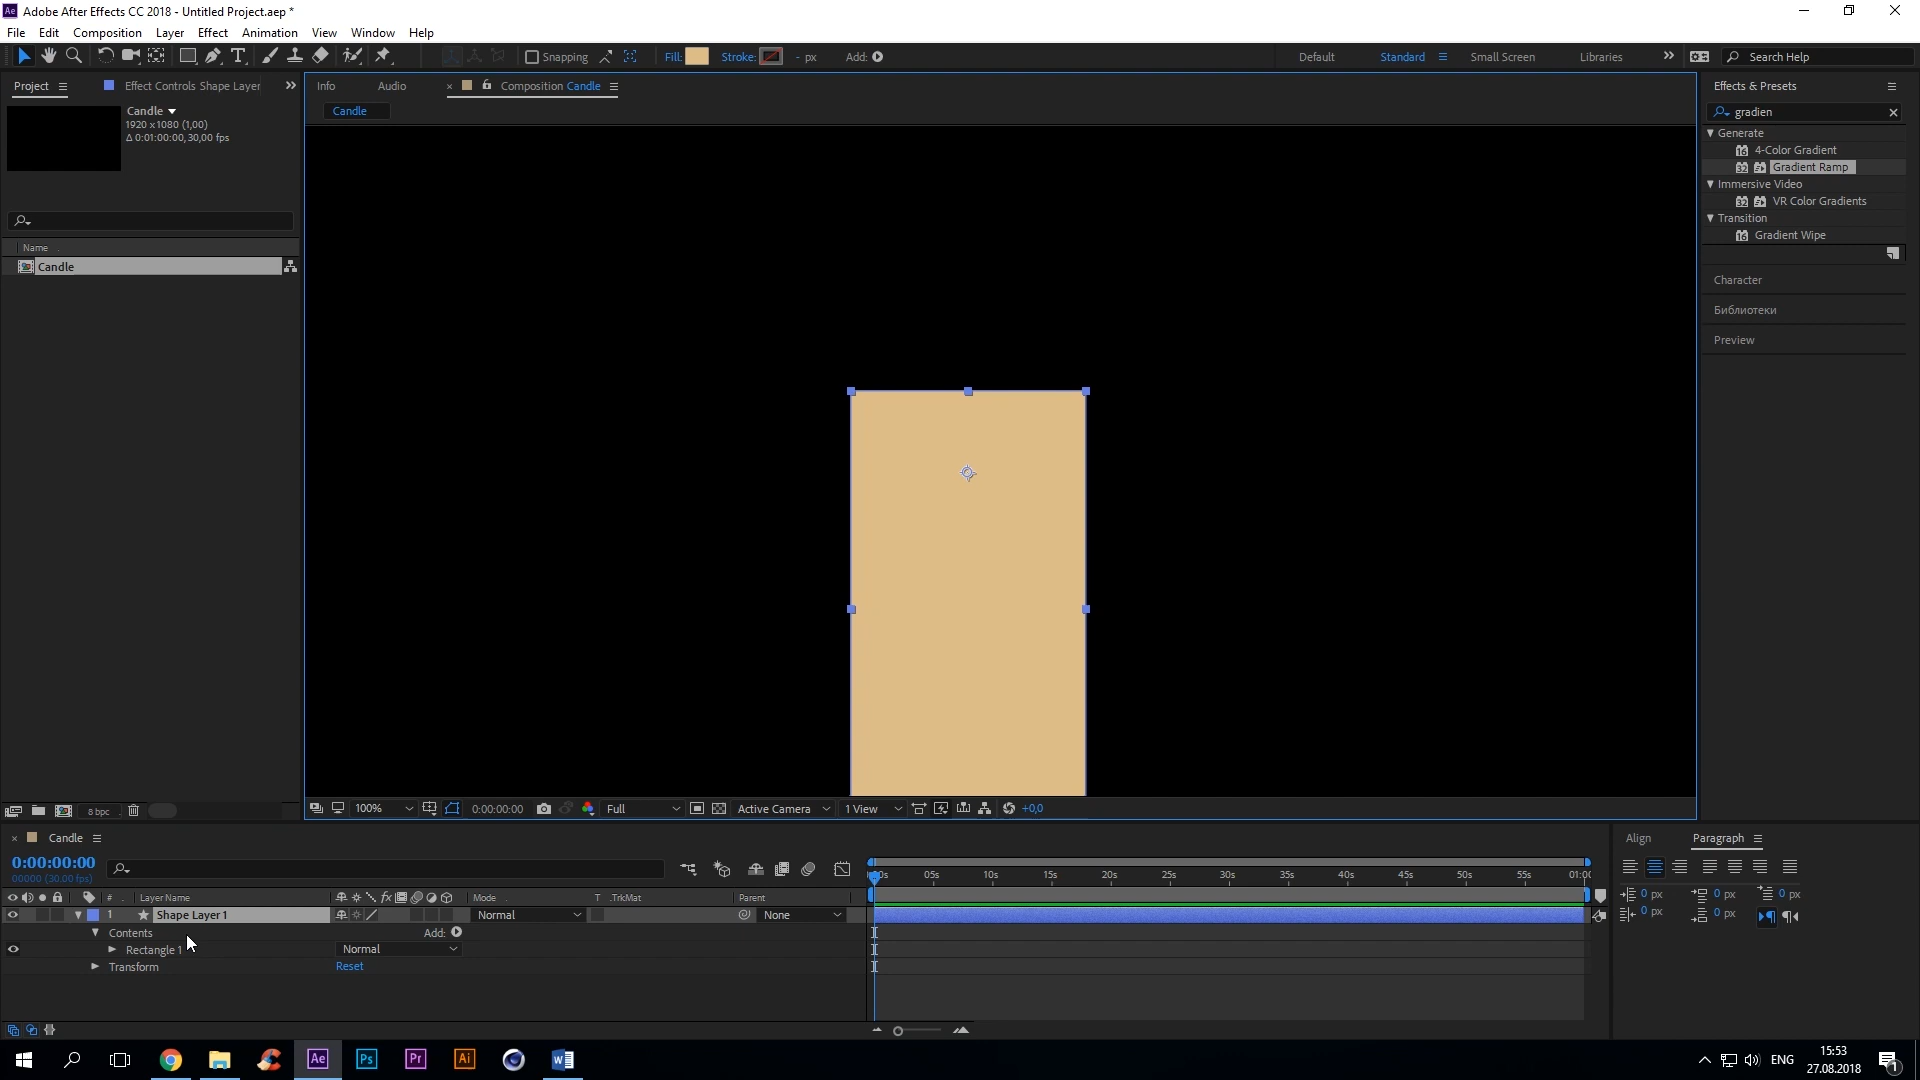 Ae Adobe After Effects CC 2018 - Untitled Project.aep *
File Edit Composition Layer Effect Animation View Window Help
Snapping Fill: Stroke: - px Add: Default Standard Small Screen Libraries Search Help
Project Effect Controls Shape Layer
Info Audio Composition Candle
Effects & Presets
Candle
Candle
1920 x 1080 (1,00)
Δ 0:01:00:00, 30,00 fps
gradien
Generate
4-Color Gradient
Gradient Ramp
Immersive Video
VR Color Gradients
Transition
Gradient Wipe
Name
Candle
Character
Библиотеки
Preview
8 bpc
100% 0:00:00:00 Full Active Camera 1 View +0,0
Candle
Align Paragraph
0:00:00:00
00000 (30.00 fps)
05s 10s 15s 20s 25s 30s 35s 40s 45s 50s 55s 01:00
# Layer Name Mode T .TrkMat Parent
1 Shape Layer 1 Normal None
Contents Add:
Rectangle 1 Normal
Transform Reset
0 px 0 px 0 px
0 px 0 px
Ae Ps Pr Ai
ENG
15:53
27.08.2018
1